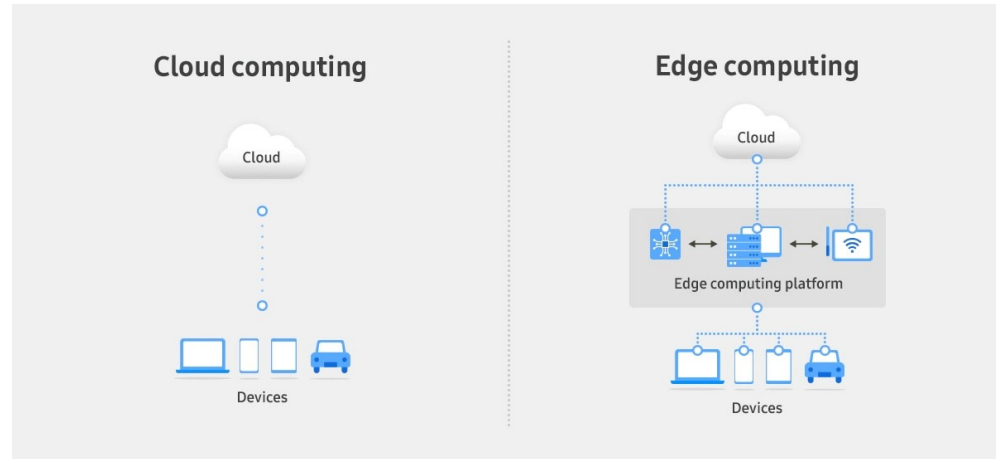 Cloud computing
Cloud
Devices
Edge computing
Cloud
Edge computing platform
Devices